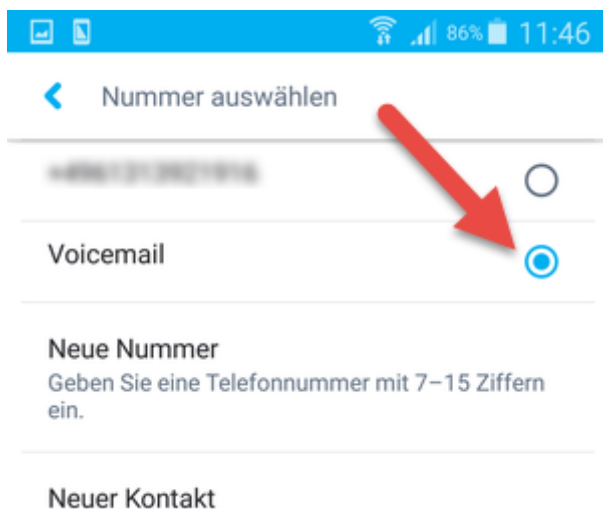 86% 11:46
Nummer auswählen
Voicemail
Neue Nummer
Geben Sie eine Telefonnummer mit 7–15 Ziffern
ein.
Neuer Kontakt